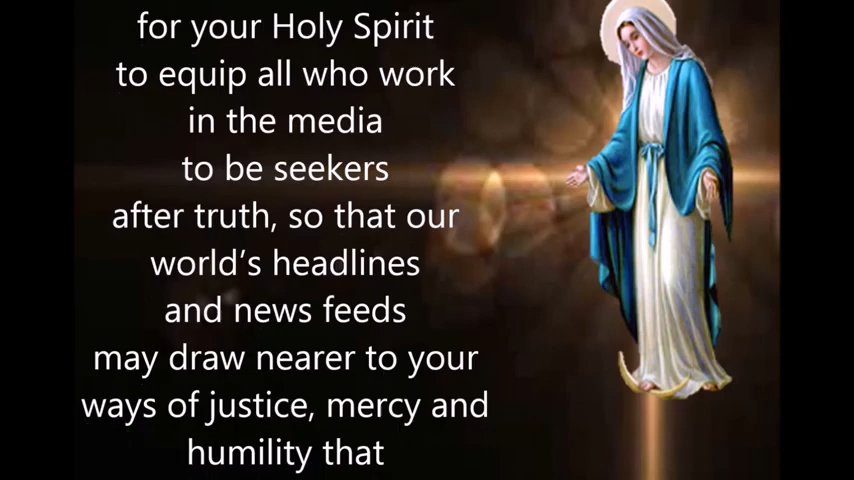 for your Holy Spirit
to equip all who work
in the media
to be seekers
after truth, so that our
world’s headlines
and news feeds
may draw nearer to your
ways of justice, mercy and
humility that